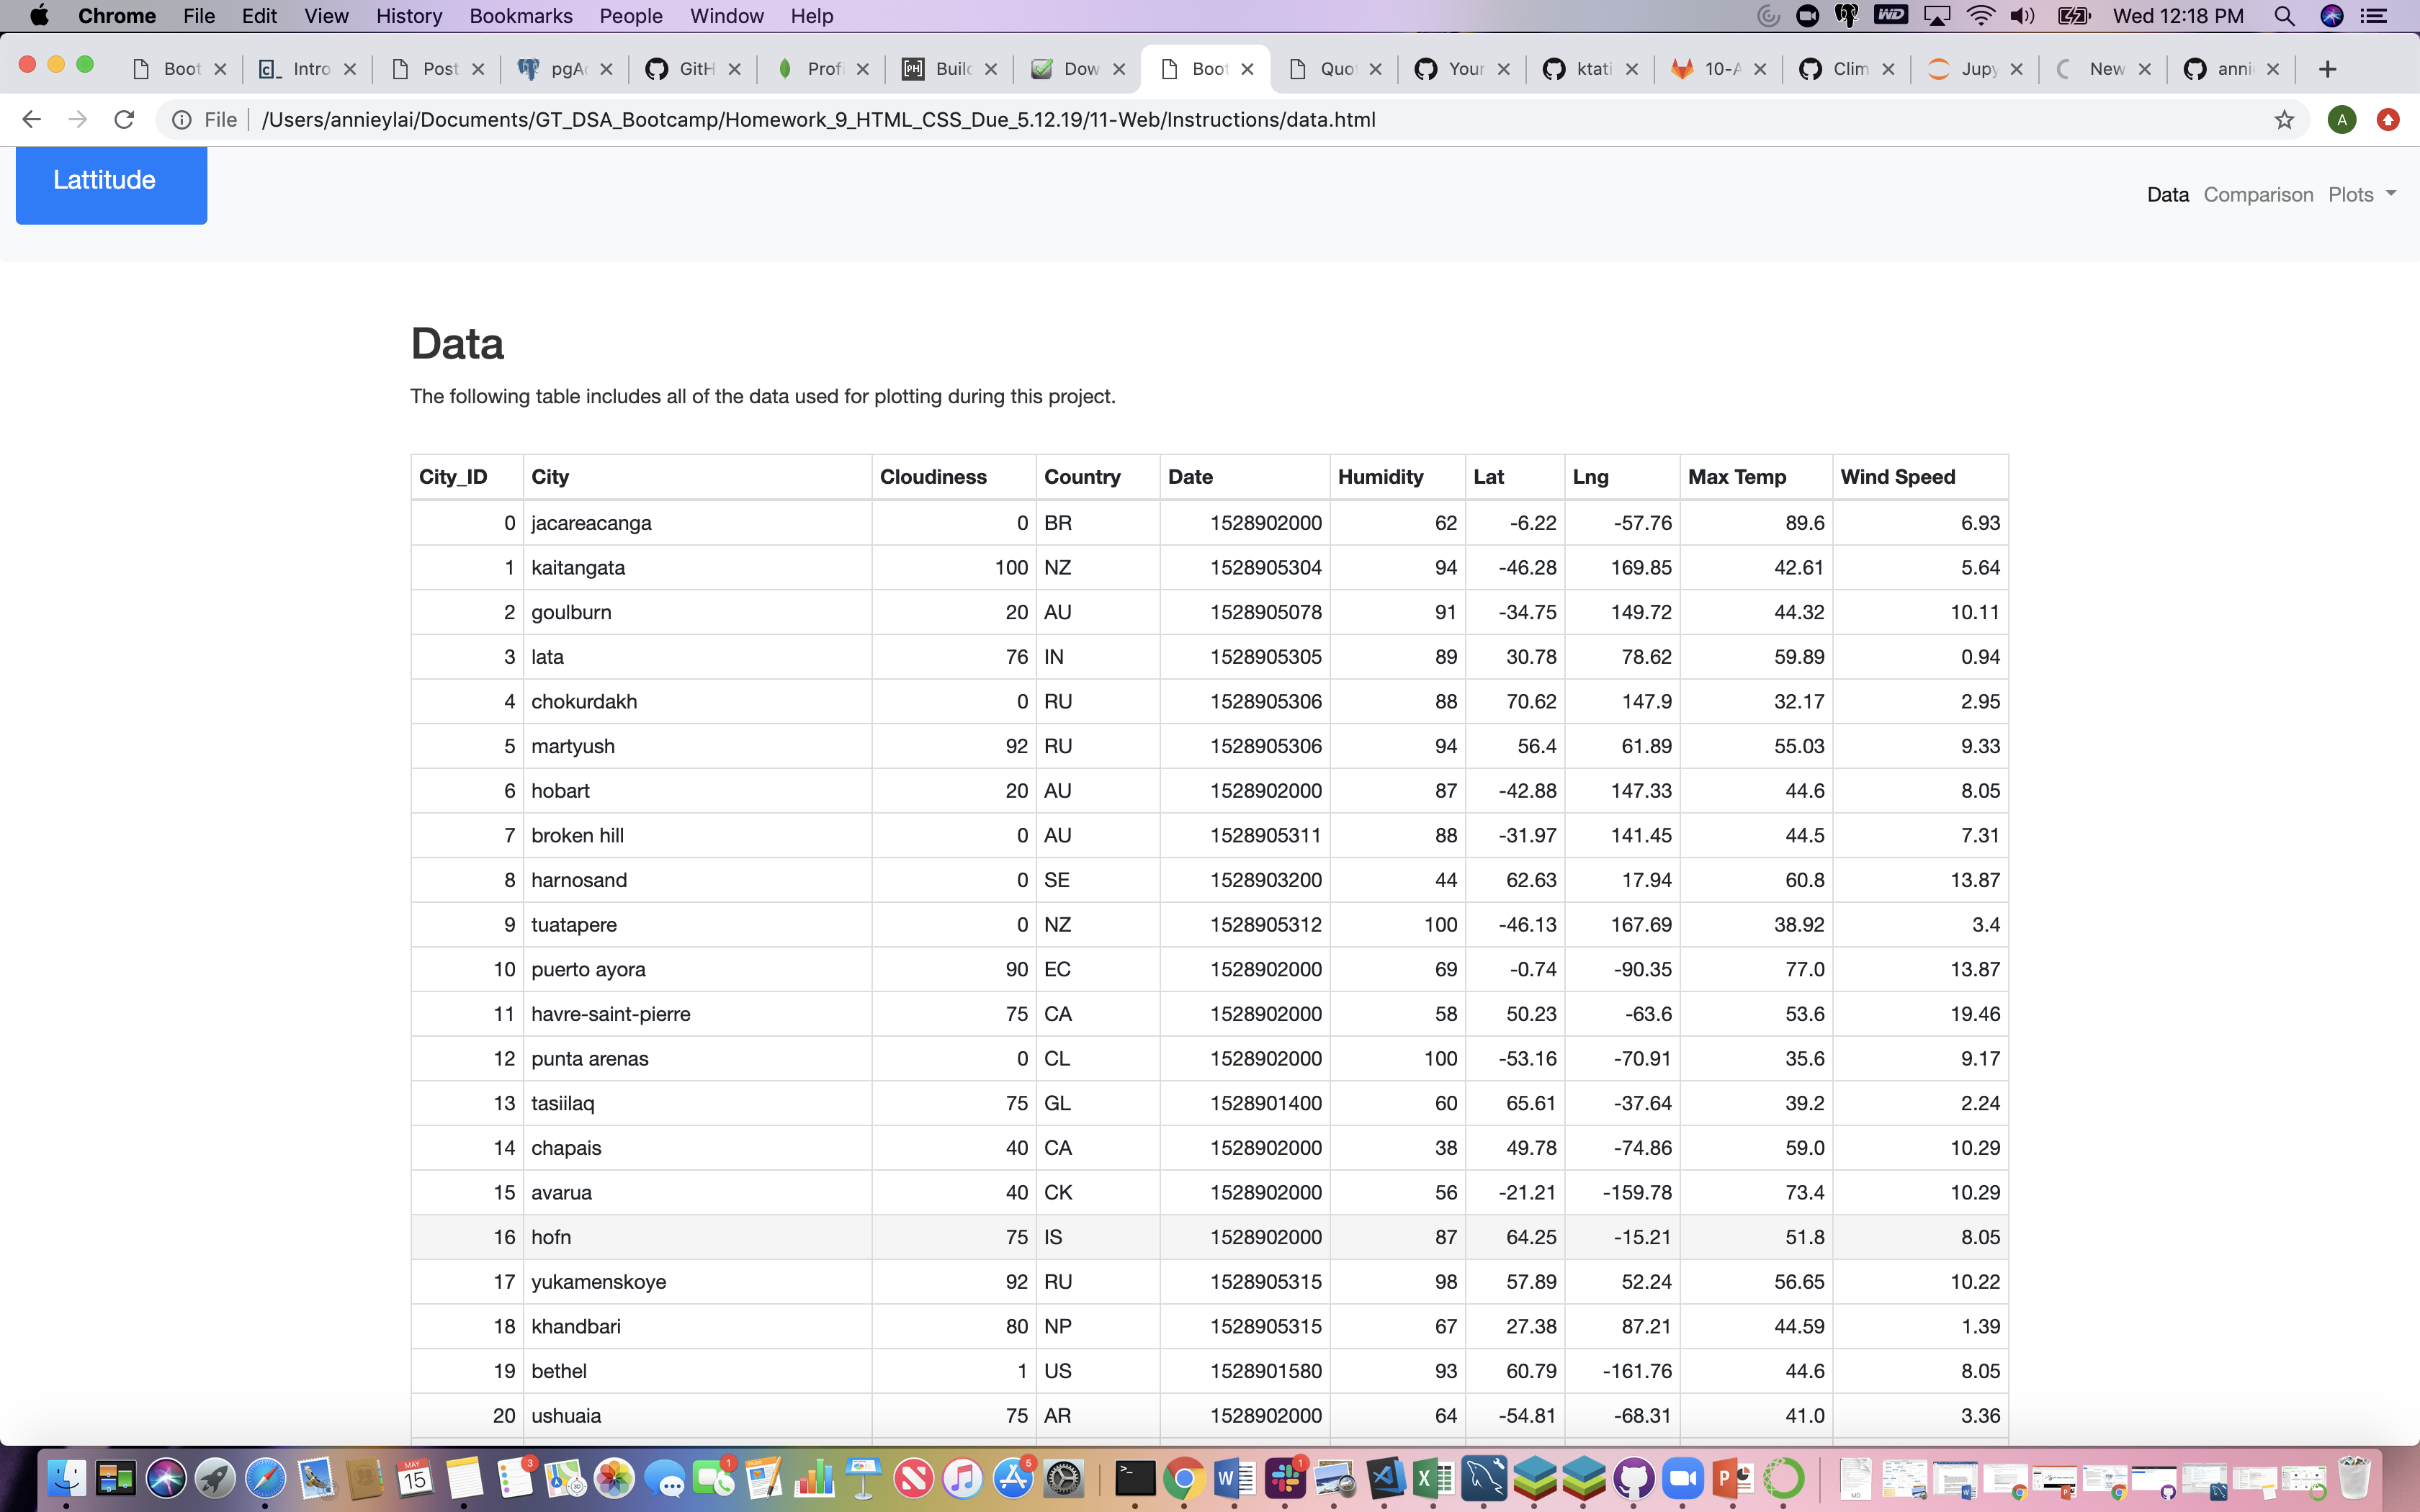 Chrome File Edit View History Bookmarks People Window Help WD Wed 12:18 PM
Boot Intro Post pgA GitH Profi PH Build Dow Boot Quo Your ktati 10-A Clim Jupy New anni
File /Users/annieylai/Documents/GT_DSA_Bootcamp/Homework_9_HTML_CSS_Due_5.12.19/11-Web/Instructions/data.html A
Lattitude Data Comparison Plots
Data
The following table includes all of the data used for plotting during this project.
City_ID City Cloudiness Country Date Humidity Lat Lng Max Temp Wind Speed
0 jacareacanga 0 BR 1528902000 62 -6.22 -57.76 89.6 6.93
1 kaitangata 100 NZ 1528905304 94 -46.28 169.85 42.61 5.64
2 goulburn 20 AU 1528905078 91 -34.75 149.72 44.32 10.11
3 lata 76 IN 1528905305 89 30.78 78.62 59.89 0.94
4 chokurdakh 0 RU 1528905306 88 70.62 147.9 32.17 2.95
5 martyush 92 RU 1528905306 94 56.4 61.89 55.03 9.33
6 hobart 20 AU 1528902000 87 -42.88 147.33 44.6 8.05
7 broken hill 0 AU 1528905311 88 -31.97 141.45 44.5 7.31
8 harnosand 0 SE 1528903200 44 62.63 17.94 60.8 13.87
9 tuatapere 0 NZ 1528905312 100 -46.13 167.69 38.92 3.4
10 puerto ayora 90 EC 1528902000 69 -0.74 -90.35 77.0 13.87
11 havre-saint-pierre 75 CA 1528902000 58 50.23 -63.6 53.6 19.46
12 punta arenas 0 CL 1528902000 100 -53.16 -70.91 35.6 9.17
13 tasiilaq 75 GL 1528901400 60 65.61 -37.64 39.2 2.24
14 chapais 40 CA 1528902000 38 49.78 -74.86 59.0 10.29
15 avarua 40 CK 1528902000 56 -21.21 -159.78 73.4 10.29
16 hofn 75 IS 1528902000 87 64.25 -15.21 51.8 8.05
17 yukamenskoye 92 RU 1528905315 98 57.89 52.24 56.65 10.22
18 khandbari 80 NP 1528905315 67 27.38 87.21 44.59 1.39
19 bethel 1 US 1528901580 93 60.79 -161.76 44.6 8.05
20 ushuaia 75 AR 1528902000 64 -54.81 -68.31 41.0 3.36
MAY 15 3 1 5 1